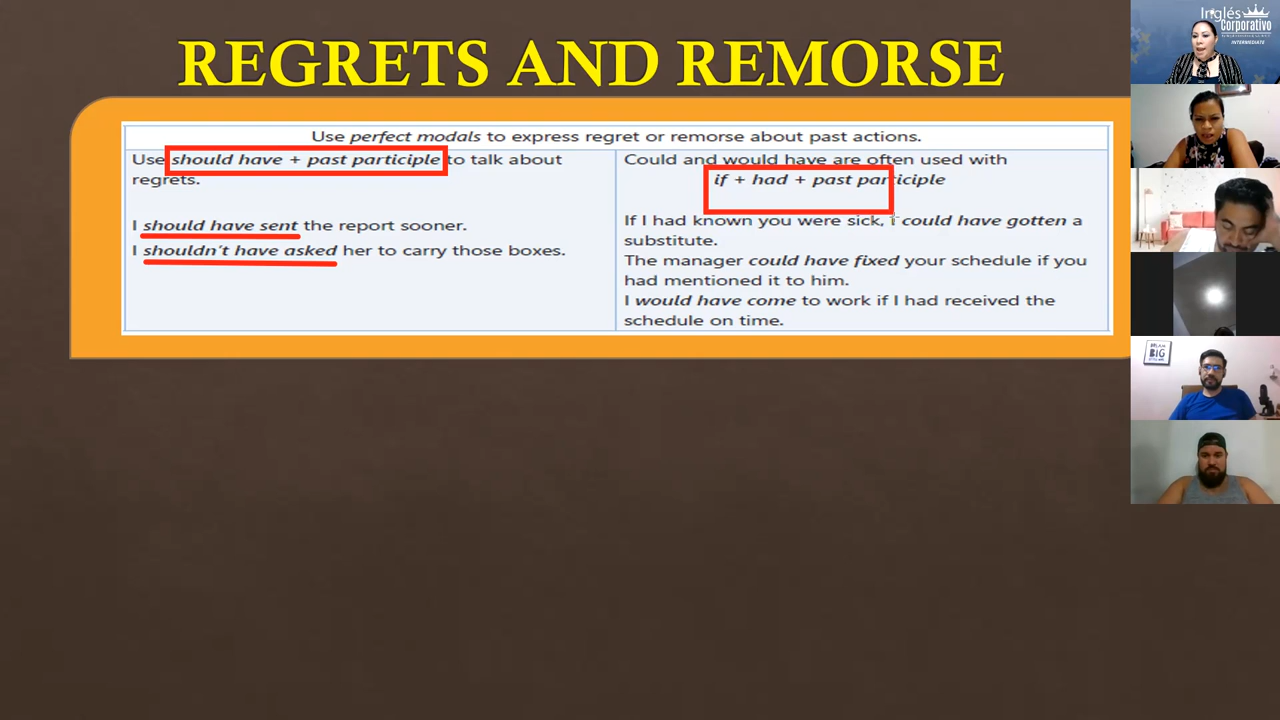 REGRETS AND REMORSE
Use perfect modals to express regret or remorse about past actions.
Use should have + past participle to talk about
regrets.
I should have sent the report sooner.
I shouldn't have asked her to carry those boxes.
Could and would have are often used with
if + had + past participle
If I had known you were sick, I could have gotten a
substitute.
The manager could have fixed your schedule if you
had mentioned it to him.
I would have come to work if I had received the
schedule on time.
Inglés
Corporativo
INTERMEDIATE
DREAM
BIG